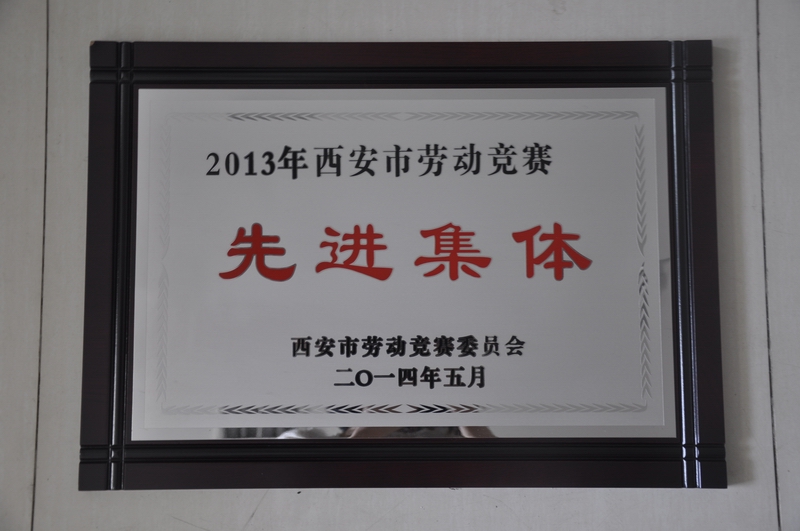 2013年西安市劳动竞赛
先进集体
西安市劳动竞赛委员会
二O一四年五月